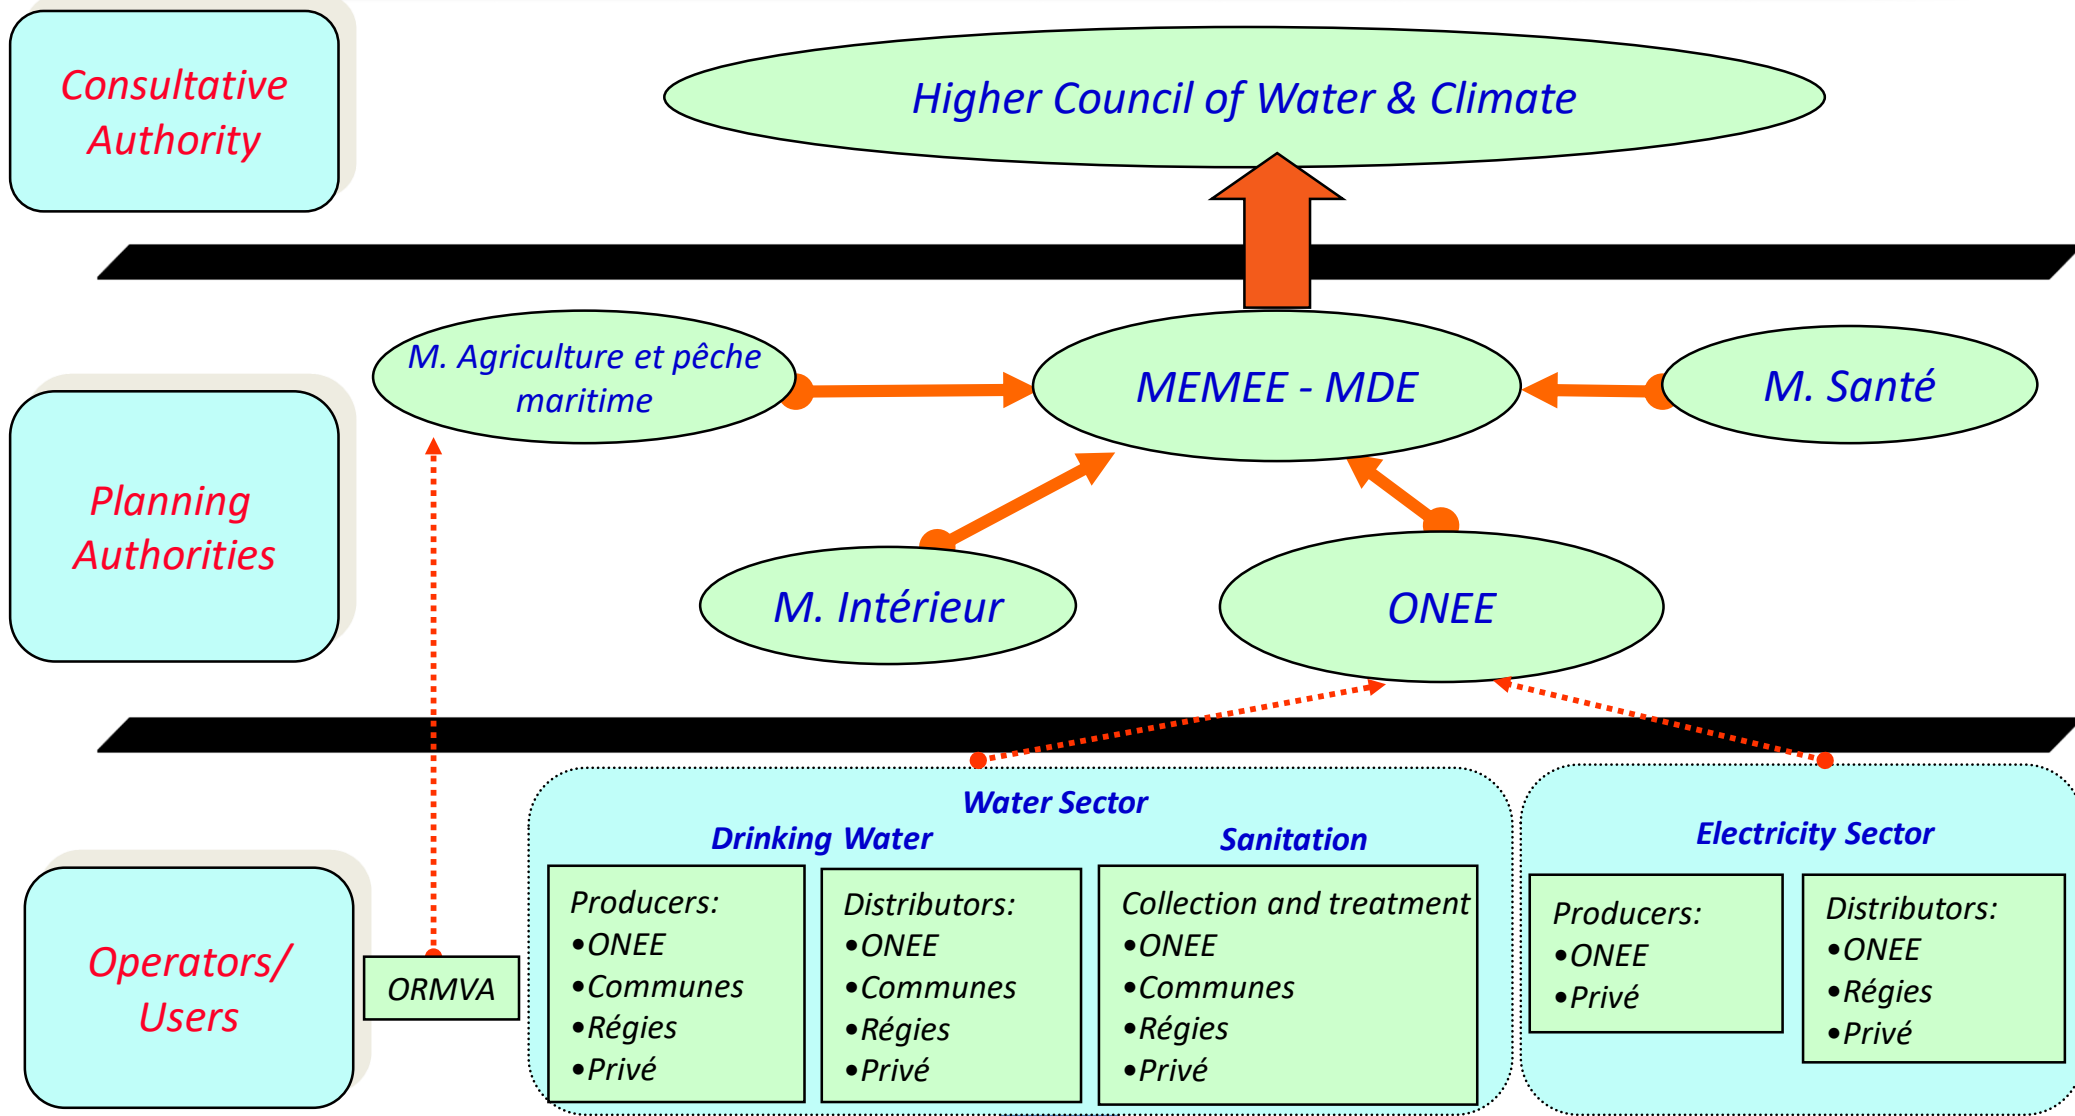 Consultative
Authority
Higher Council of Water & Climate
M. Agriculture et pêche
maritime
MEMEE - MDE
M. Santé
Planning
Authorities
M. Intérieur
ONEE
Water Sector
Drinking Water
Sanitation
Electricity Sector
Operators/
Users
ORMVA
Producers:
•ONEE
•Communes
•Régies
•Privé
Distributors:
•ONEE
•Communes
•Régies
•Privé
Collection and treatment
•ONEE
•Communes
•Régies
•Privé
Producers:
•ONEE
•Privé
Distributors:
•ONEE
•Régies
•Privé